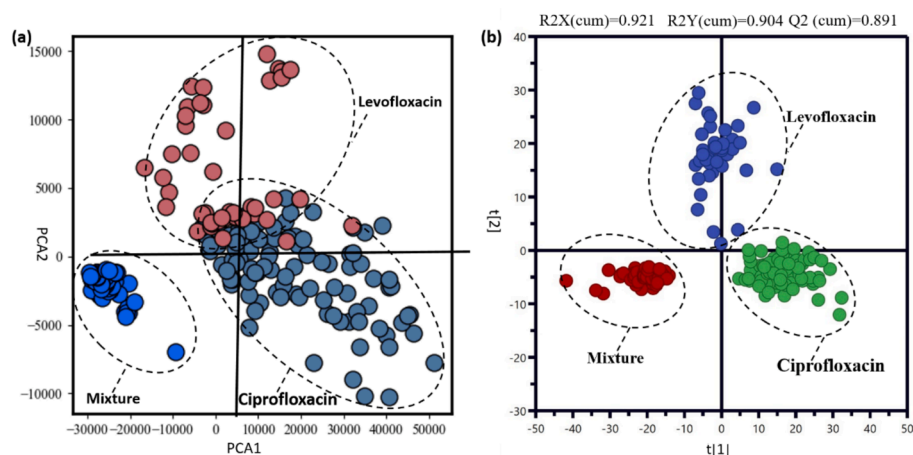 R2X(cum)=0.921 R2Y(cum)=0.904 Q2 (cum)=0.891
(a)
15000
10000
5000
0
-5000
-10000
PCA2
-30000 -20000 -10000 0 10000 20000 30000 40000 50000
PCA1
Levofloxacin
Mixture
Ciprofloxacin
(b)
40
30
20
10
0
-10
-20
-30
t[2]
-50 -40 -30 -20 -10 0 10 20 30 40 50
t[1]
Levofloxacin
Mixture
Ciprofloxacin